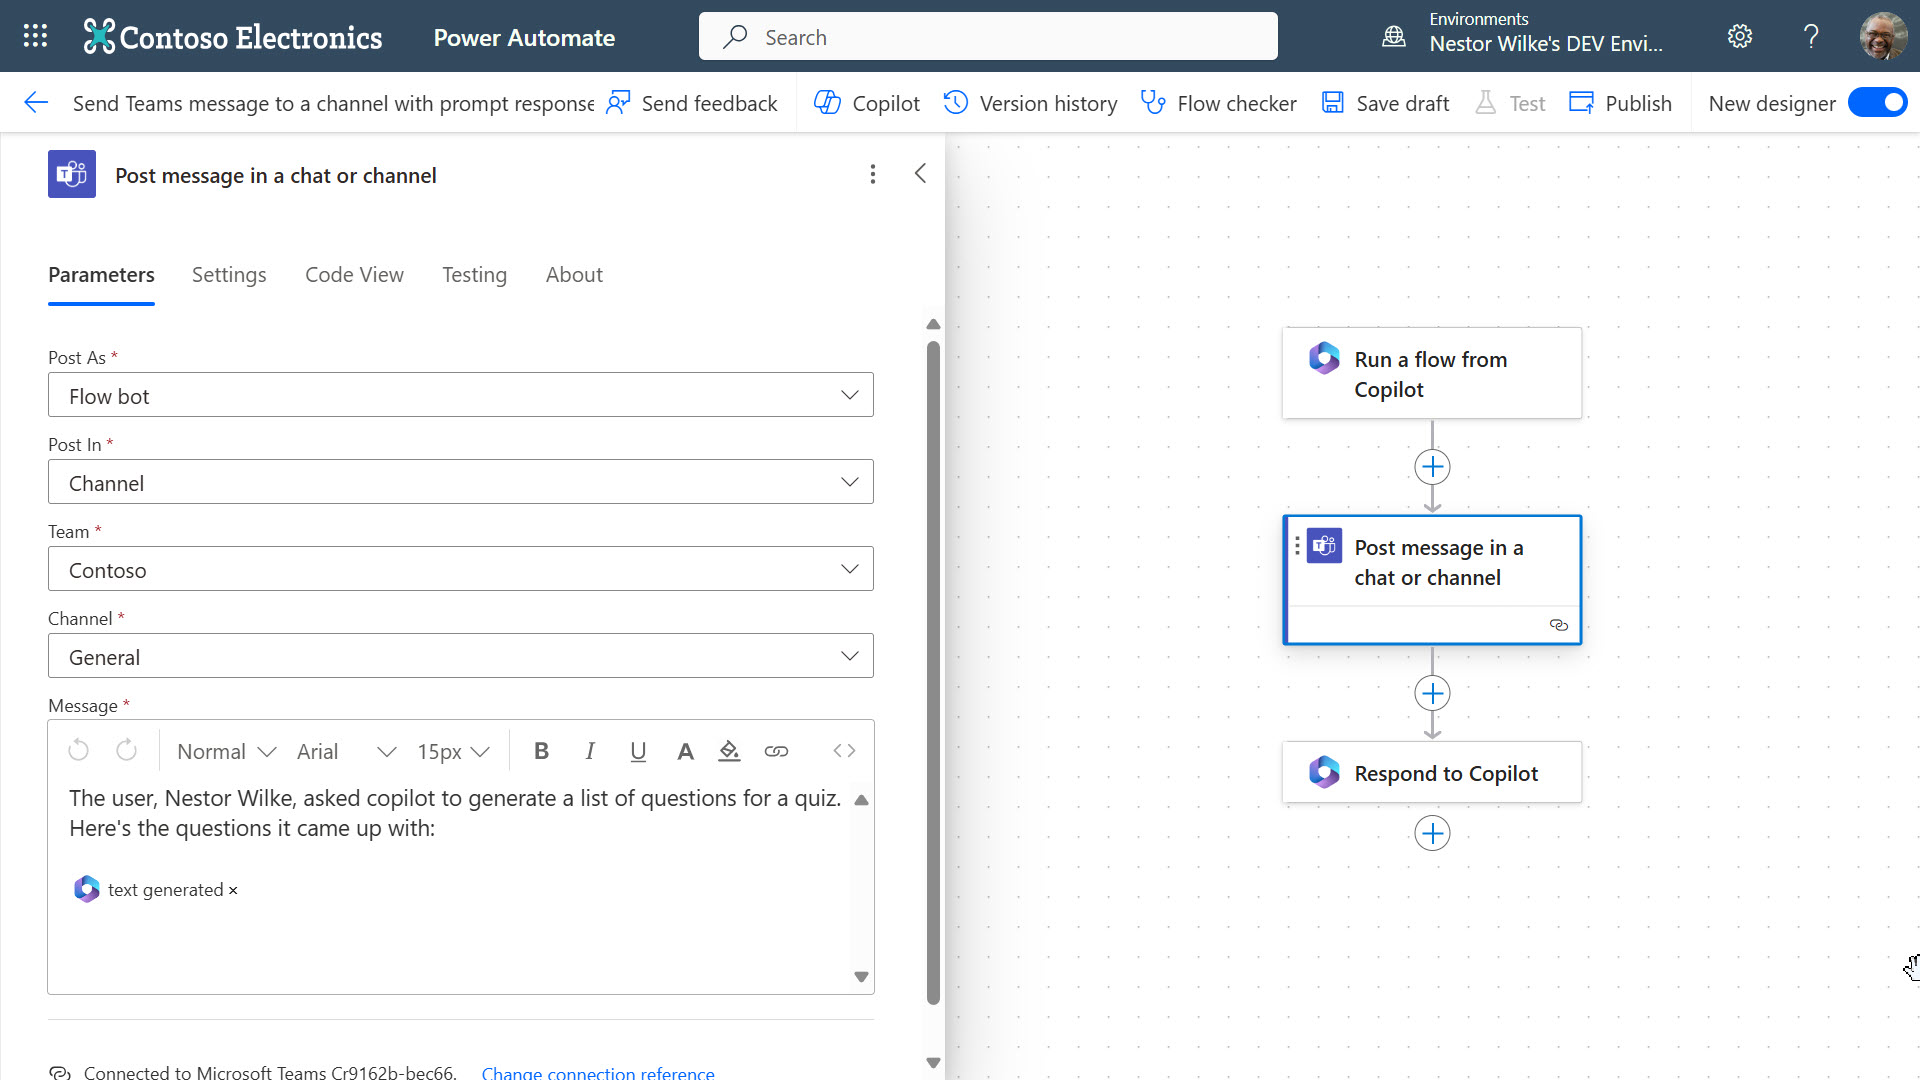 Contoso Electronics
Power Automate
Search
Environments
Nestor Wilke's DEV Envi...
Send Teams message to a channel with prompt response
Send feedback
Copilot
Version history
Flow checker
Save draft
Test
Publish
New designer
Post message in a chat or channel
Parameters
Settings
Code View
Testing
About
Post As *
Flow bot
Post In *
Channel
Team *
Contoso
Channel *
General
Message *
Normal
Arial
15px
B
I
U
A
The user, Nestor Wilke, asked copilot to generate a list of questions for a quiz.
Here's the questions it came up with:
text generated ×
Connected to Microsoft Teams Cr9162b-bec66.
Change connection reference
Run a flow from
Copilot
Post message in a
chat or channel
Respond to Copilot